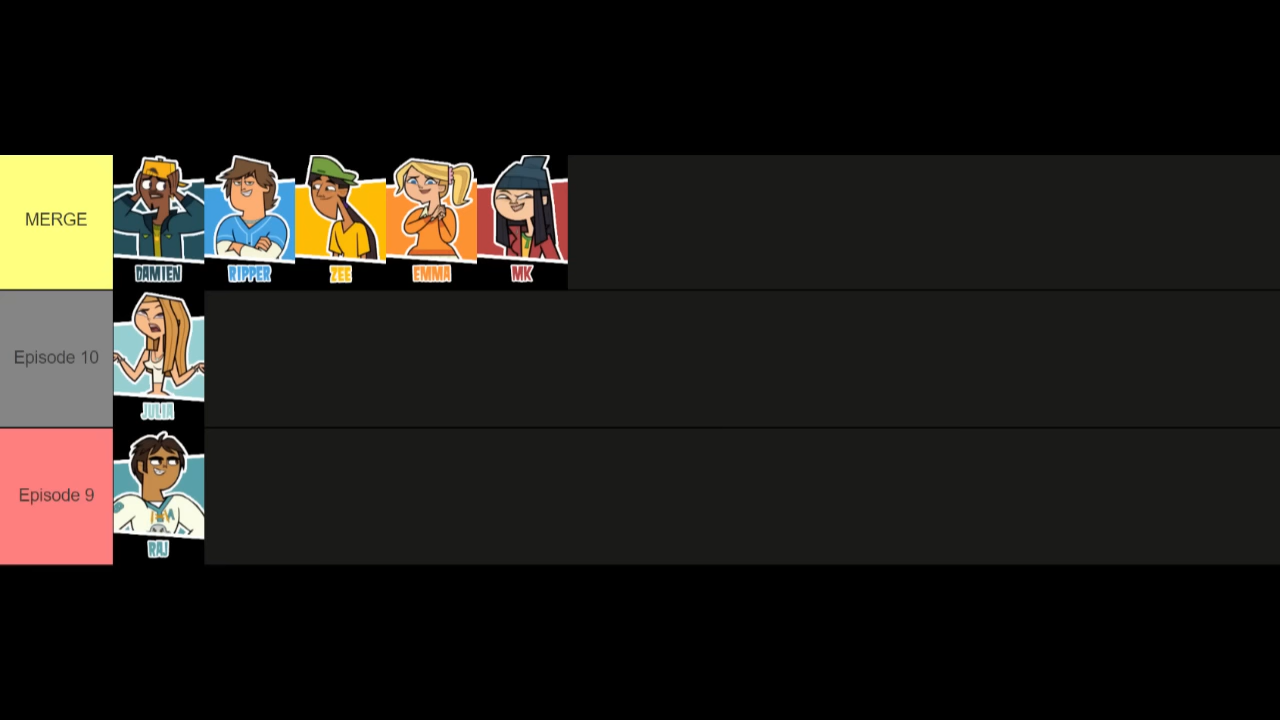 MERGE
DAMIEN RIPPER ZEE EMMA MK
Episode 10
JULIA
Episode 9
RAJ